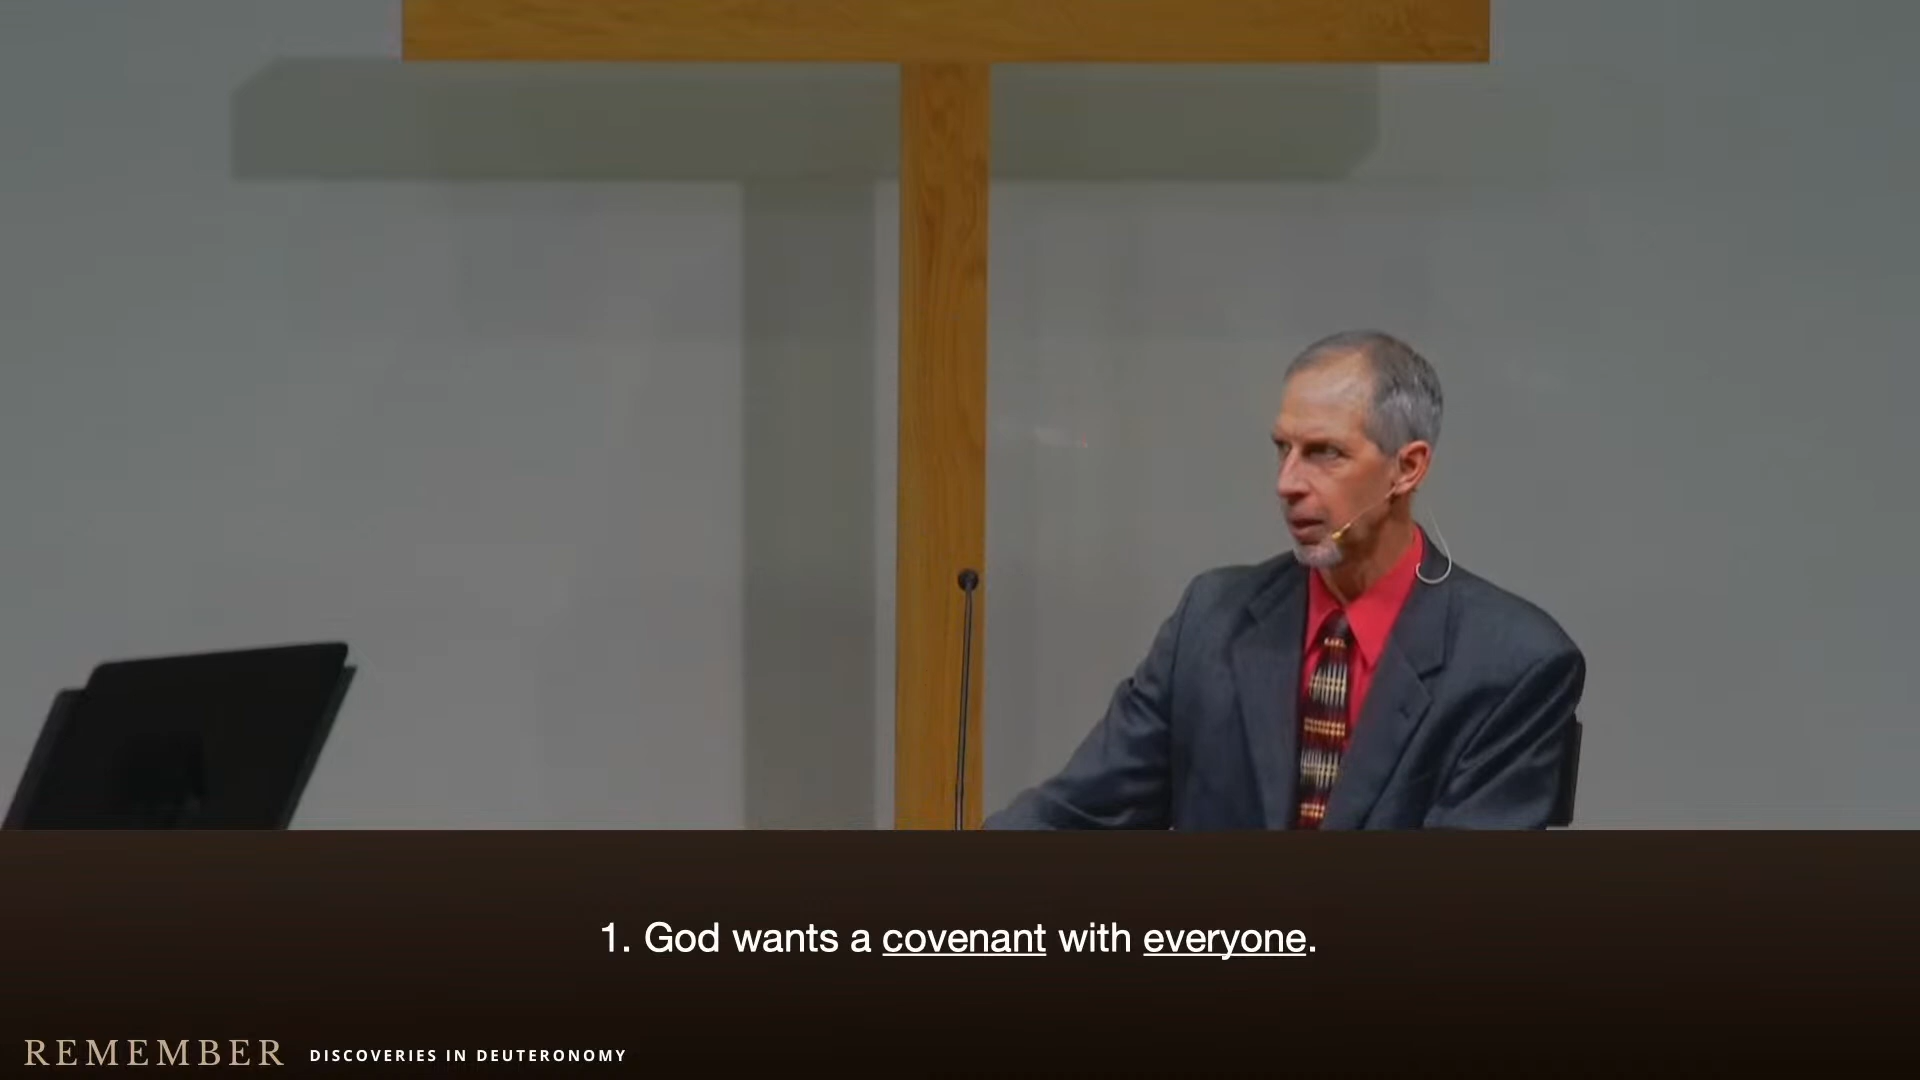 1. God wants a covenant with everyone.
REMEMBER DISCOVERIES IN DEUTERONOMY